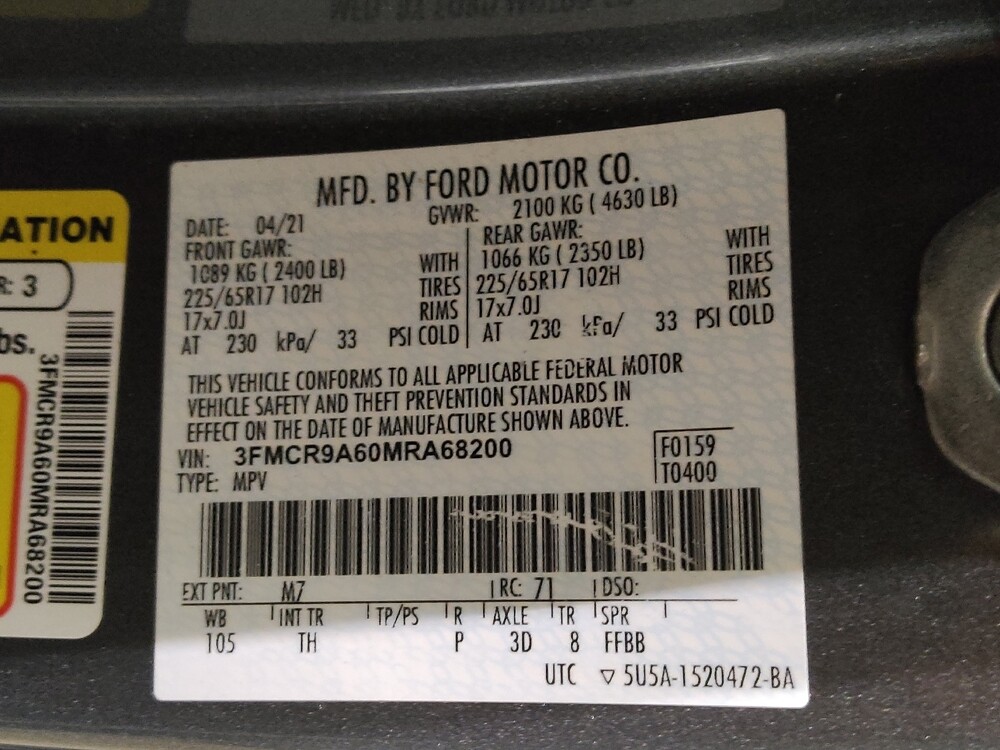 MFD. BY FORD MOTOR CO.
DATE: 04/21 GVWR: 2100 KG ( 4630 LB)
FRONT GAWR: REAR GAWR:
1089 KG ( 2400 LB) WITH 1066 KG ( 2350 LB) WITH
225/65R17 102H TIRES 225/65R17 102H TIRES
17x7.0J RIMS 17x7.0J RIMS
AT 230 kPa/ 33 PSI COLD AT 230 kPa/ 33 PSI COLD
THIS VEHICLE CONFORMS TO ALL APPLICABLE FEDERAL MOTOR
VEHICLE SAFETY AND THEFT PREVENTION STANDARDS IN
EFFECT ON THE DATE OF MANUFACTURE SHOWN ABOVE.
VIN: 3FMCR9A60MRA68200 F0159
TYPE: MPV T0400
EXT PNT: M7 RC: 71 DSO:
WB INT TR TP/PS R AXLE TR SPR
105 TH P 3D 8 FFBB
UTC ▽ 5U5A-1520472-BA
ATION
R: 3
bs.
3FMCR9A60MRA68200